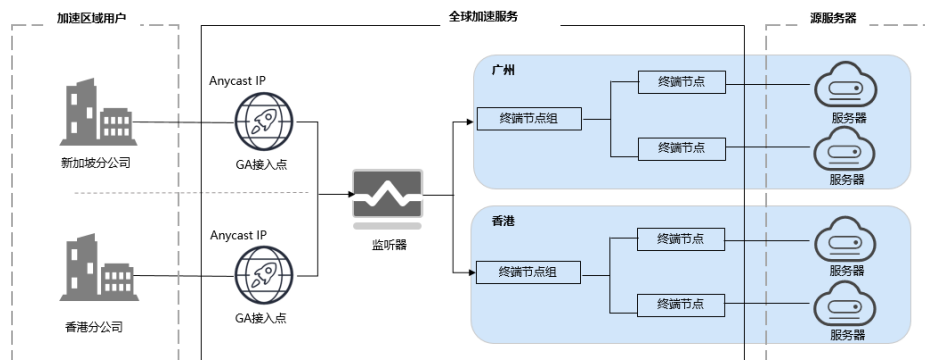 加速区域用户
全球加速服务
源服务器
Anycast IP
新加坡分公司
GA接入点
Anycast IP
香港分公司
GA接入点
监听器
广州
终端节点组
终端节点
终端节点
服务器
服务器
香港
终端节点组
终端节点
终端节点
服务器
服务器